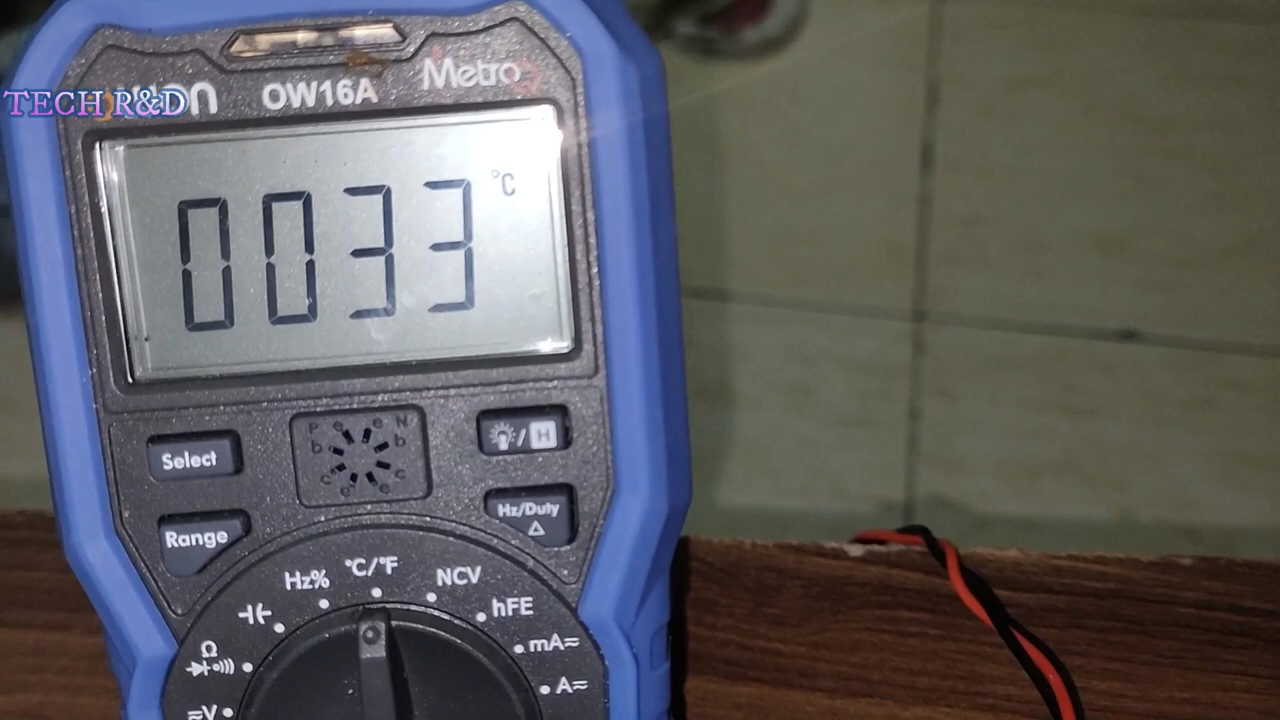 TECH R&D
OW16A
Metro
0033 °C
Select
H
Range
Hz/Duty
P e e N
b b
c c
e e
Hz%
°C/°F
NCV
hFE
mA≂
A≂
Ω
≂V